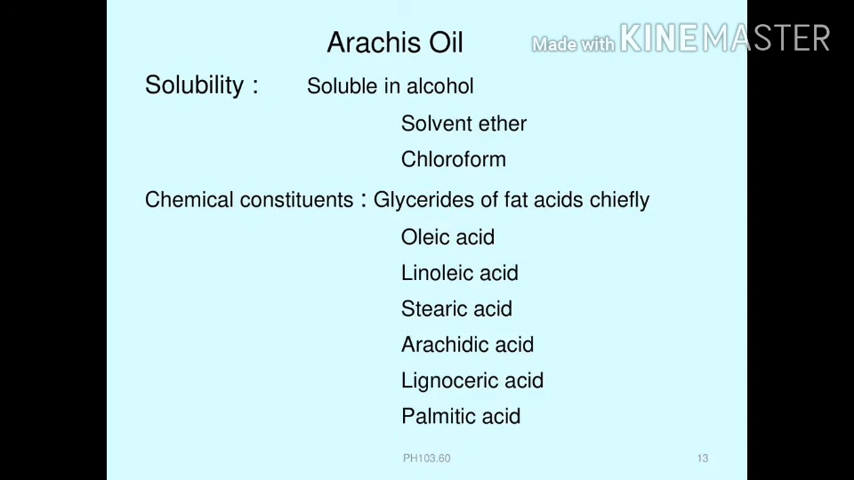 Arachis Oil
Made with KINEMASTER
Solubility : Soluble in alcohol
Solvent ether
Chloroform
Chemical constituents : Glycerides of fat acids chiefly
Oleic acid
Linoleic acid
Stearic acid
Arachidic acid
Lignoceric acid
Palmitic acid
PH103.60 13